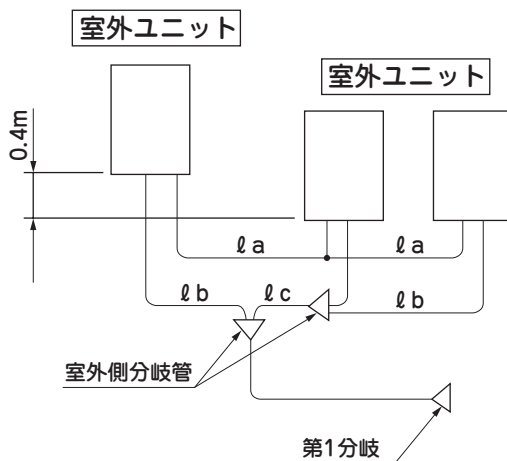 室外ユニット
室外ユニット
0.4m
ℓa
ℓa
ℓb
ℓc
ℓb
室外側分岐管
第1分岐